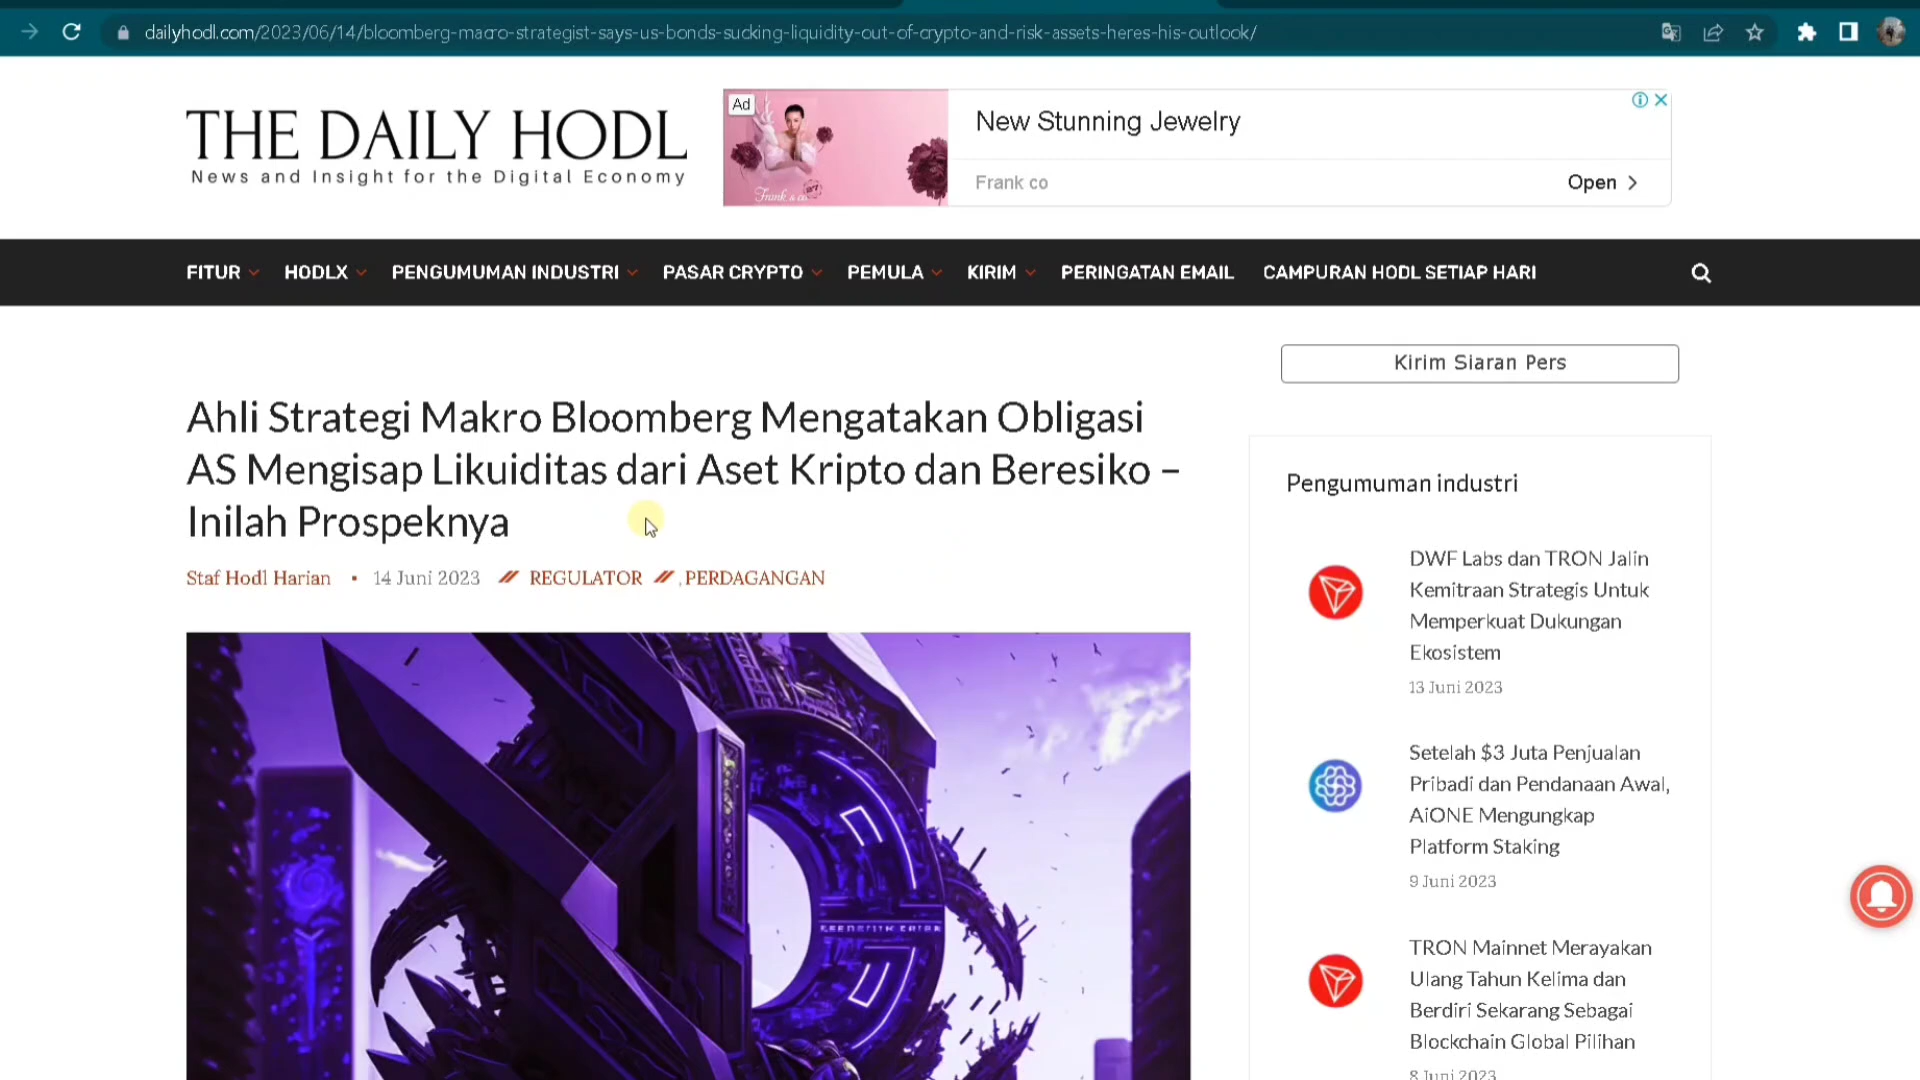 dailyhodl.com/2023/06/14/bloomberg-macro-strategist-says-us-bonds-sucking-liquidity-out-of-crypto-and-risk-assets-heres-his-outlook/
THE DAILY HODL
News and Insight for the Digital Economy
Ad
Frank & co.
New Stunning Jewelry
Frank co
Open
FITUR
HODLX
PENGUMUMAN INDUSTRI
PASAR CRYPTO
PEMULA
KIRIM
PERINGATAN EMAIL
CAMPURAN HODL SETIAP HARI
Ahli Strategi Makro Bloomberg Mengatakan Obligasi
AS Mengisap Likuiditas dari Aset Kripto dan Beresiko –
Inilah Prospeknya
Staf Hodl Harian • 14 Juni 2023 // REGULATOR // , PERDAGANGAN
Kirim Siaran Pers
Pengumuman industri
DWF Labs dan TRON Jalin
Kemitraan Strategis Untuk
Memperkuat Dukungan
Ekosistem
13 Juni 2023
Setelah $3 Juta Penjualan
Pribadi dan Pendanaan Awal,
AiONE Mengungkap
Platform Staking
9 Juni 2023
TRON Mainnet Merayakan
Ulang Tahun Kelima dan
Berdiri Sekarang Sebagai
Blockchain Global Pilihan
8 Juni 2023